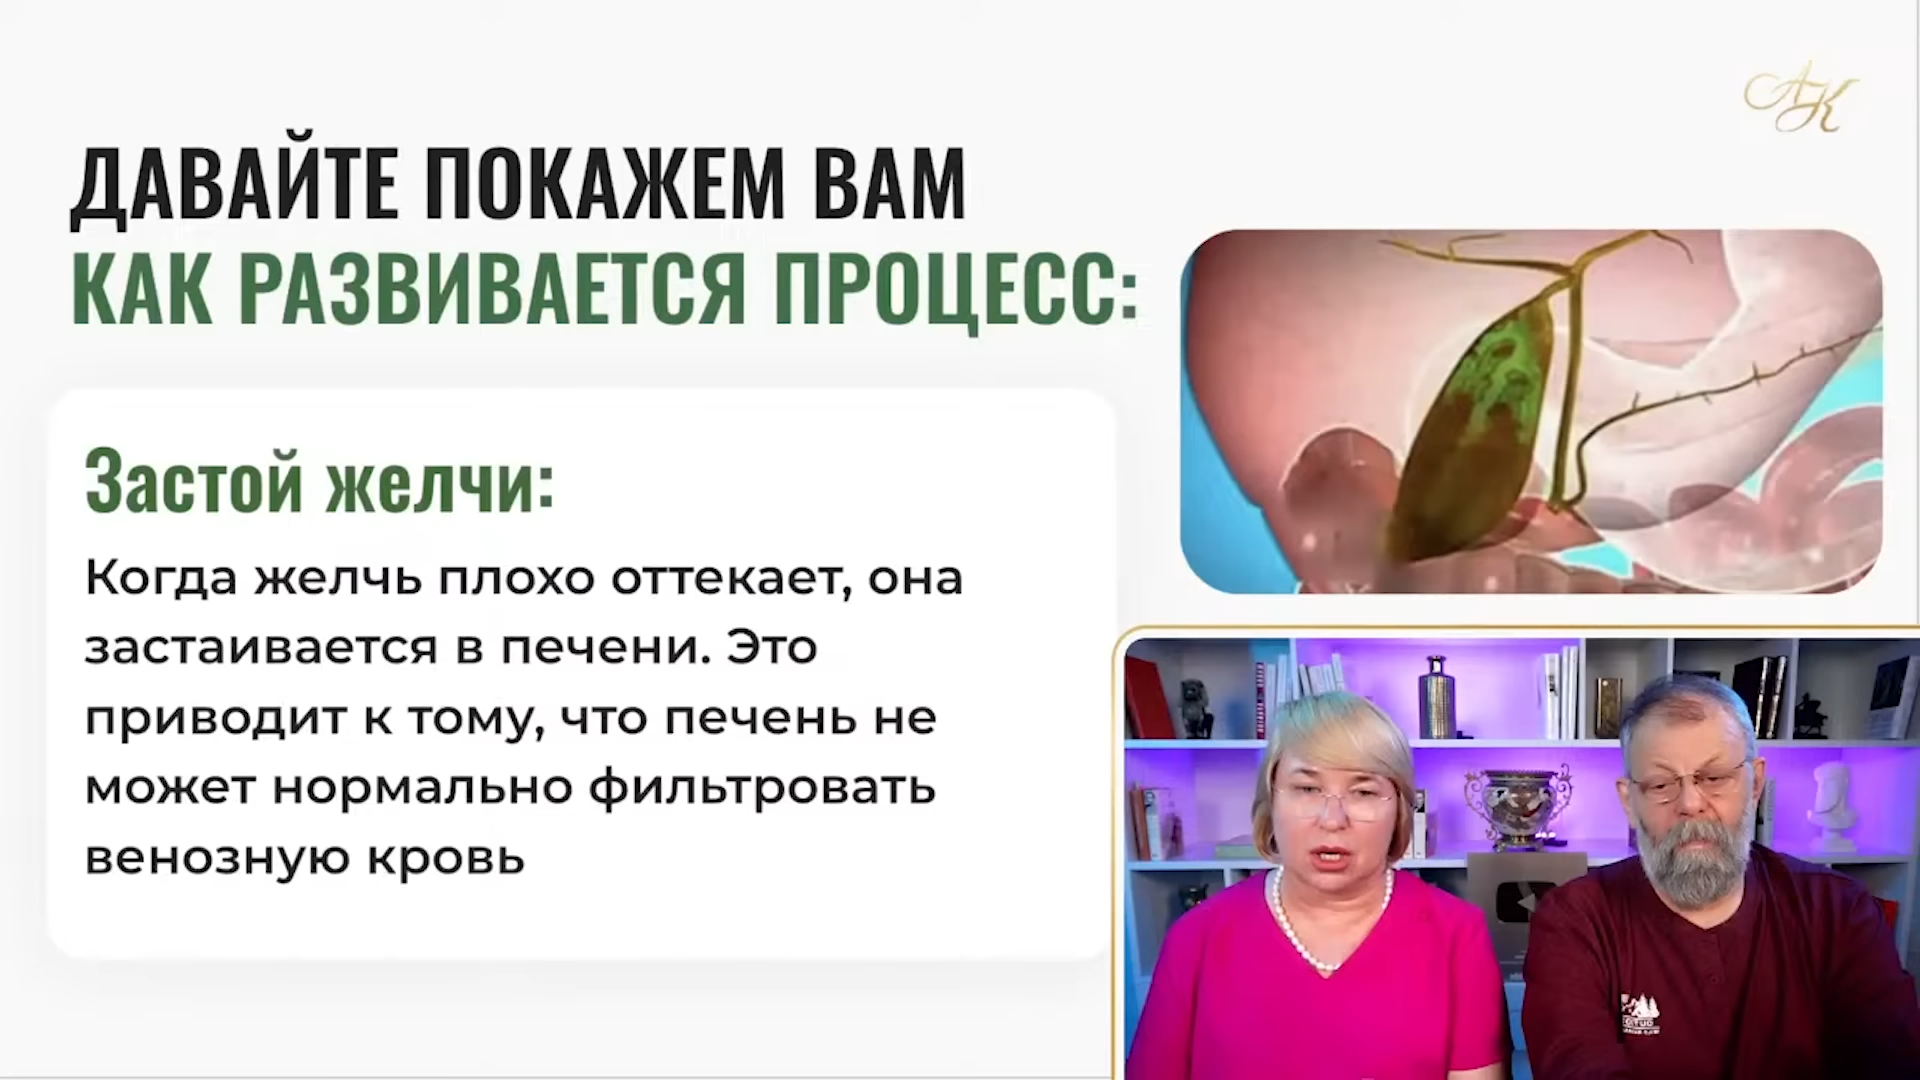 АК
ДАВАЙТЕ ПОКАЖЕМ ВАМ
КАК РАЗВИВАЕТСЯ ПРОЦЕСС:
Застой желчи:
Когда желчь плохо оттекает, она
застаивается в печени. Это
приводит к тому, что печень не
может нормально фильтровать
венозную кровь